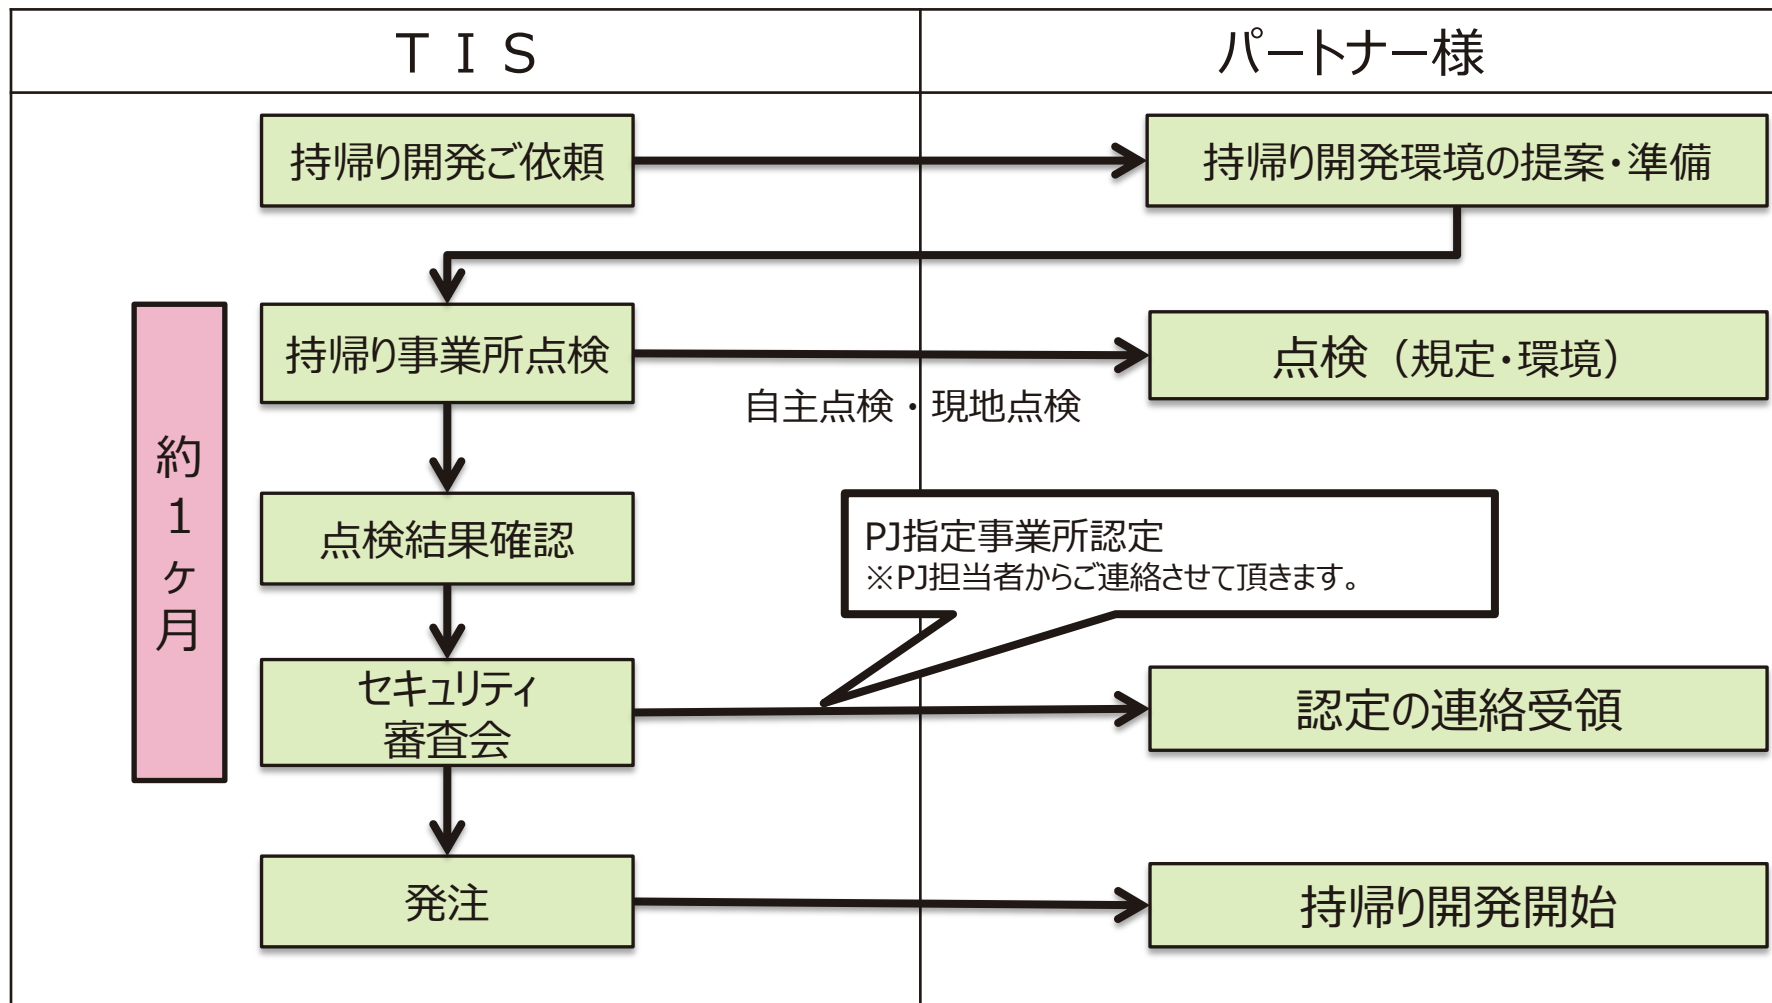 ＴＩＳ
パートナー様
持帰り開発ご依頼
持帰り開発環境の提案・準備
持帰り事業所点検
点検（規定・環境）
自主点検・現地点検
約
１
ヶ
月
点検結果確認
PJ指定事業所認定
※PJ担当者からご連絡させて頂きます。
セキュリティ
審査会
認定の連絡受領
発注
持帰り開発開始